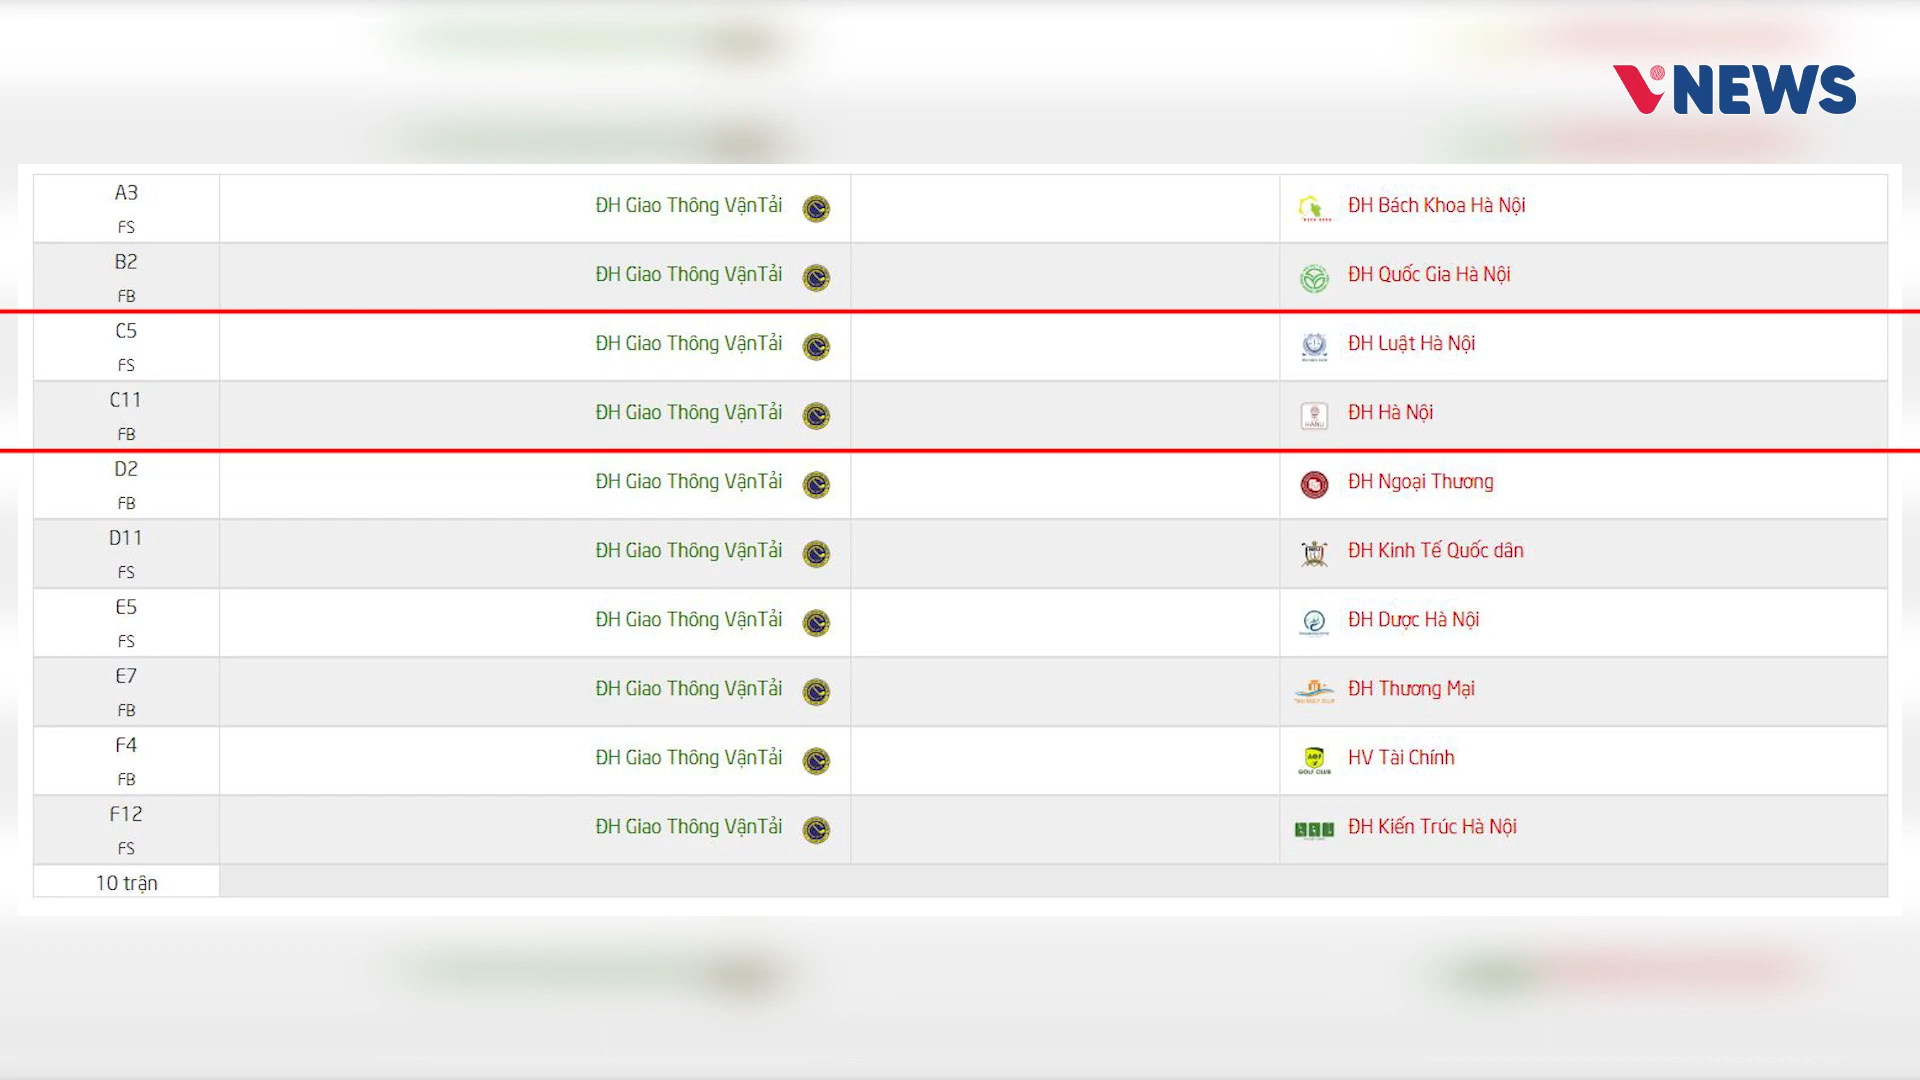 VNEWS
A3
FS
ĐH Giao Thông VậnTải
ĐH Bách Khoa Hà Nội
B2
FB
ĐH Giao Thông VậnTải
ĐH Quốc Gia Hà Nội
C5
FS
ĐH Giao Thông VậnTải
ĐH Luật Hà Nội
C11
FB
ĐH Giao Thông VậnTải
HANU
ĐH Hà Nội
D2
FB
ĐH Giao Thông VậnTải
ĐH Ngoại Thương
D11
FS
ĐH Giao Thông VậnTải
ĐH Kinh Tế Quốc dân
E5
FS
ĐH Giao Thông VậnTải
ĐH Dược Hà Nội
E7
FB
ĐH Giao Thông VậnTải
ĐH Thương Mại
F4
FB
ĐH Giao Thông VậnTải
GOLF CLUB
HV Tài Chính
F12
FS
ĐH Giao Thông VậnTải
ĐH Kiến Trúc Hà Nội
10 trận